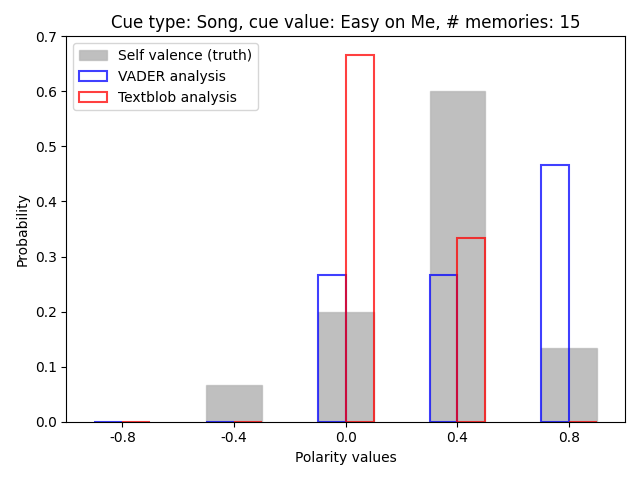 Cue type: Song, cue value: Easy on Me, # memories: 15
0.7
0.6
0.5
0.4
0.3
0.2
0.1
0.0
Probability
Self valence (truth)
VADER analysis
Textblob analysis
-0.8 -0.4 0.0 0.4 0.8
Polarity values